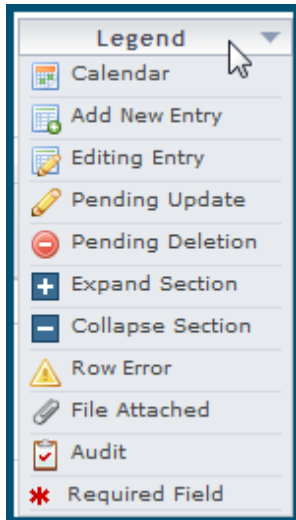 Legend
Calendar
Add New Entry
Editing Entry
Pending Update
Pending Deletion
Expand Section
Collapse Section
Row Error
File Attached
Audit
Required Field